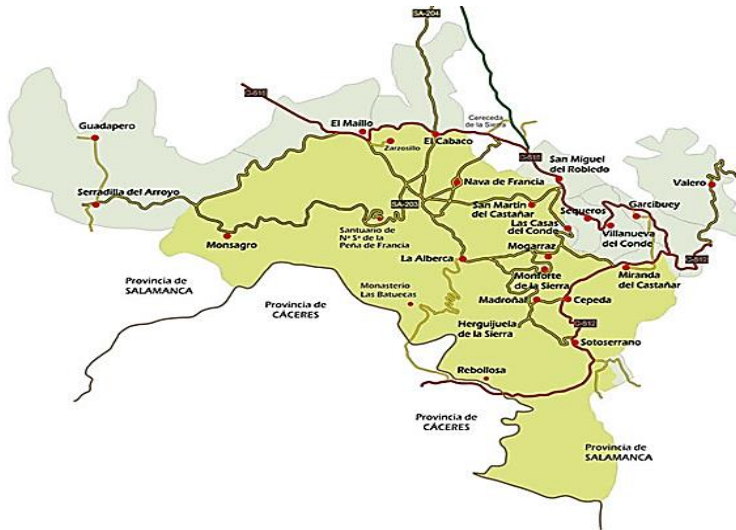 SA-204
C-515
Guadapero
El Maillo
Zarzosillo
El Cabaco
Cereceda
de la Sierra
C-515
San Miguel
del Robledo
Valero
Serradilla del Arroyo
Nava de Francia
SA-203
San Martín
del Castañar
Sequeros
Garcibuey
Las Casas
del Conde
Villanueva
del Conde
Santuario de
Nª Sª de la
Peña de Francia
Monsagro
Mogarraz
La Alberca
C-512
Monforte
de la Sierra
Miranda
del Castañar
Provincia de
SALAMANCA
Provincia de
CÁCERES
Monasterio
Las Batuecas
Madroñal
Cepeda
Herguijuela
de la Sierra
C-512
Sotoserrano
Rebollosa
Provincia de
CÁCERES
Provincia de
SALAMANCA